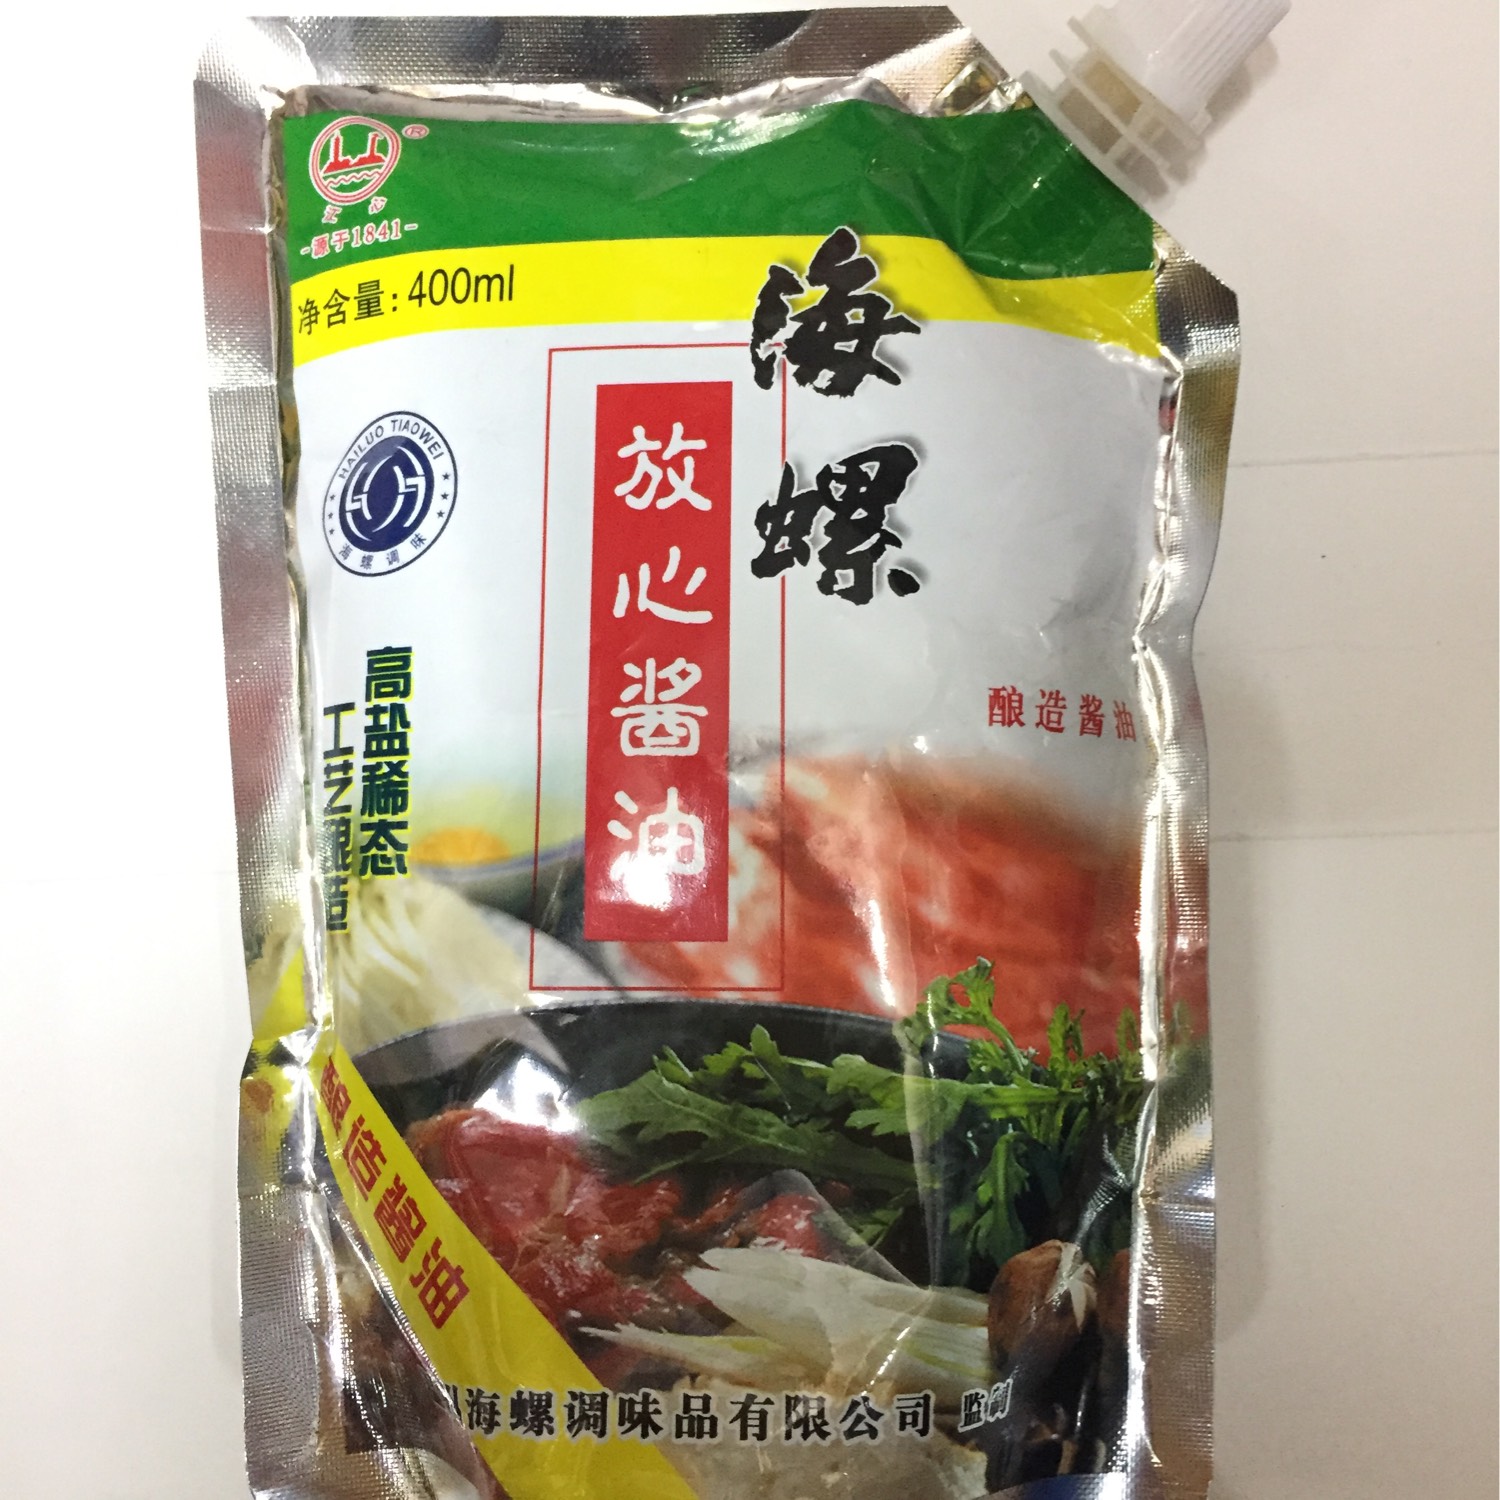 ®
江心
-源于1841-
净含量:400ml
海螺
放心酱油
HAILUO TIAOWEI
海螺调味
高盐稀态
工艺酿造
酿造酱油
酿造酱油
海螺调味品有限公司 监制